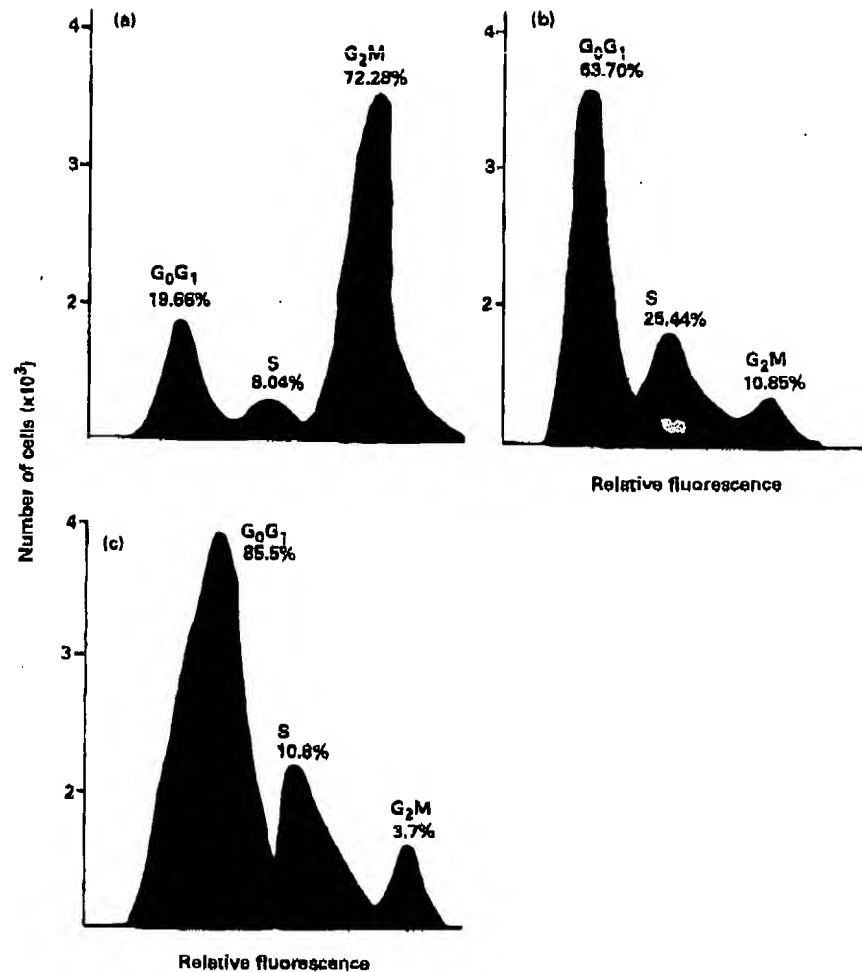 (a)
4
3
2
G₀G₁
19.66%
S
8.04%
G₂M
72.28%
(b)
4
3
2
G₀G₁
63.70%
S
25.44%
G₂M
10.85%
Relative fluorescence
Number of cells (x10³)
(c)
4
3
2
G₀G₁
85.5%
S
10.8%
G₂M
3.7%
Relative fluorescence